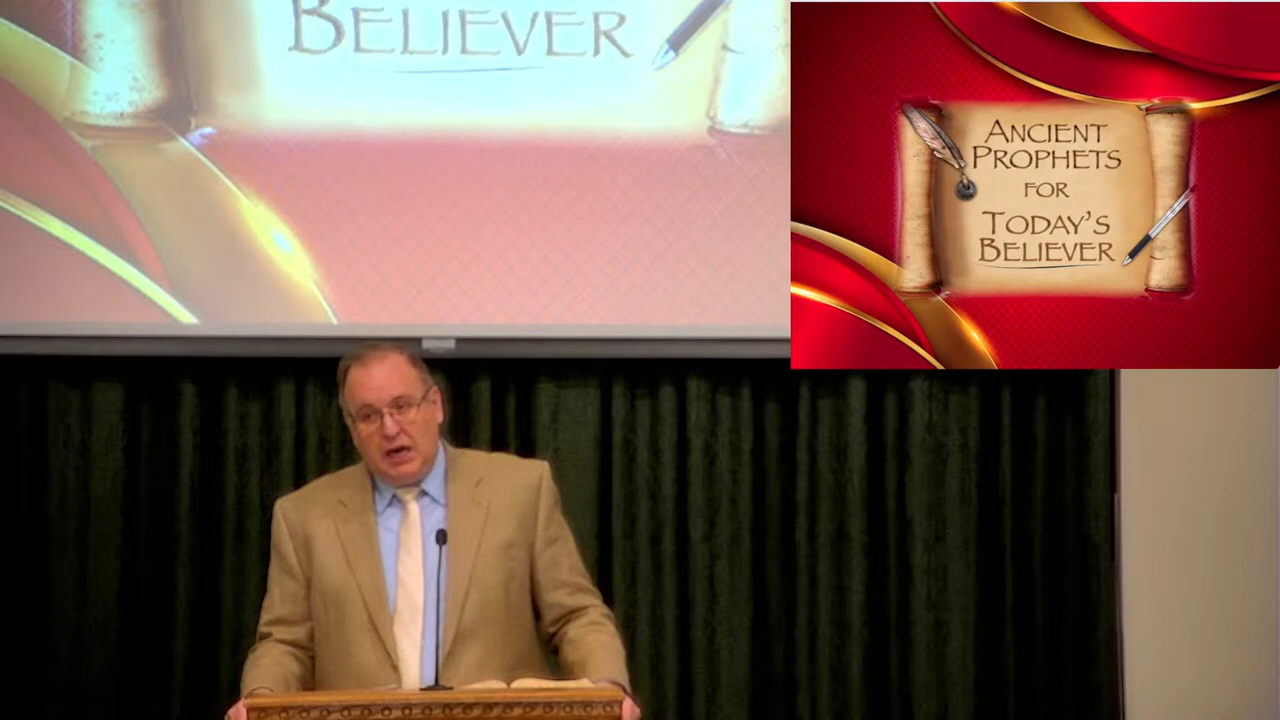 BELIEVER
ANCIENT
PROPHETS
FOR
TODAY'S
BELIEVER